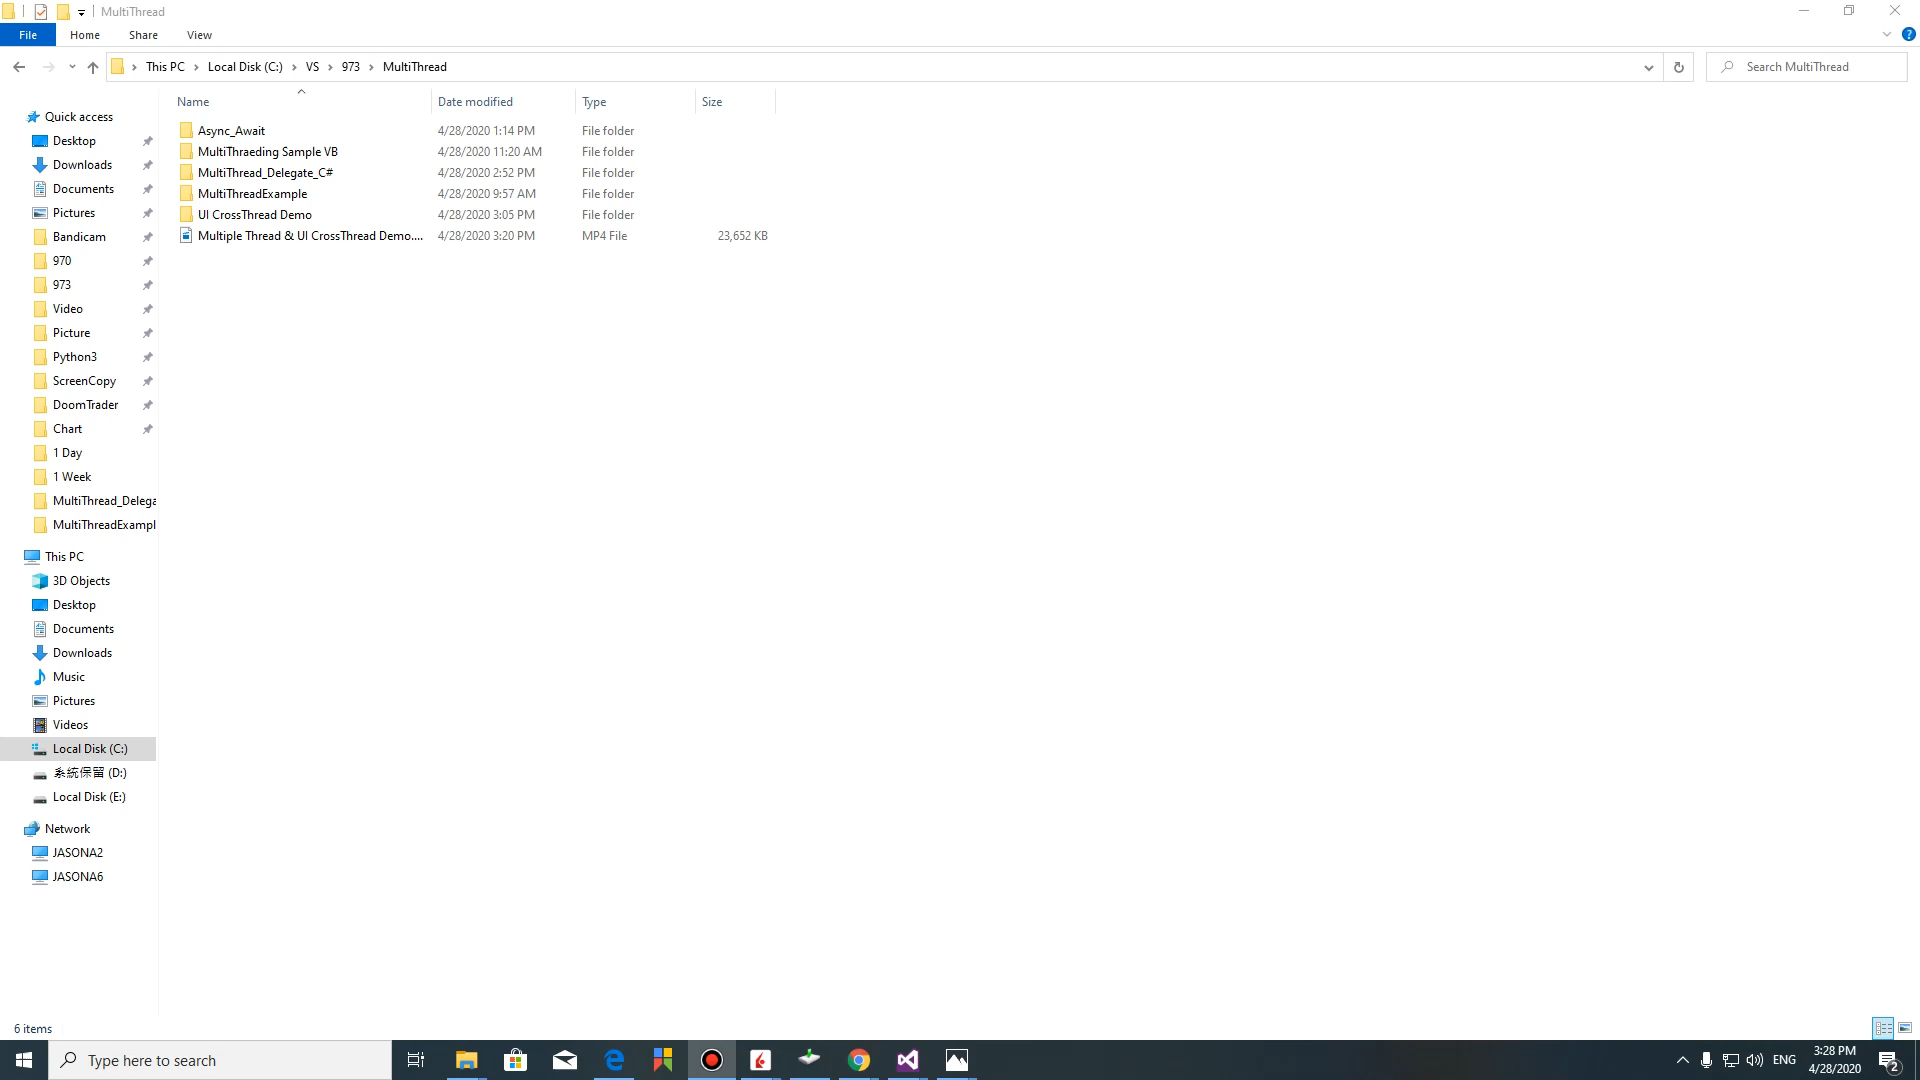 MultiThread
File Home Share View
This PC Local Disk (C:) VS 973 MultiThread Search MultiThread
Name Date modified Type Size
Async_Await 4/28/2020 1:14 PM File folder
MultiThraeding Sample VB 4/28/2020 11:20 AM File folder
MultiThread_Delegate_C# 4/28/2020 2:52 PM File folder
MultiThreadExample 4/28/2020 9:57 AM File folder
UI CrossThread Demo 4/28/2020 3:05 PM File folder
Multiple Thread & UI CrossThread Demo.... 4/28/2020 3:20 PM MP4 File 23,652 KB
Quick access
Desktop
Downloads
Documents
Pictures
Bandicam
970
973
Video
Picture
Python3
ScreenCopy
DoomTrader
Chart
1 Day
1 Week
MultiThread_Delega
MultiThreadExampl
This PC
3D Objects
Desktop
Documents
Downloads
Music
Pictures
Videos
Local Disk (C:)
系統保留 (D:)
Local Disk (E:)
Network
JASONA2
JASONA6
6 items
Type here to search
ENG
3:28 PM
4/28/2020
2